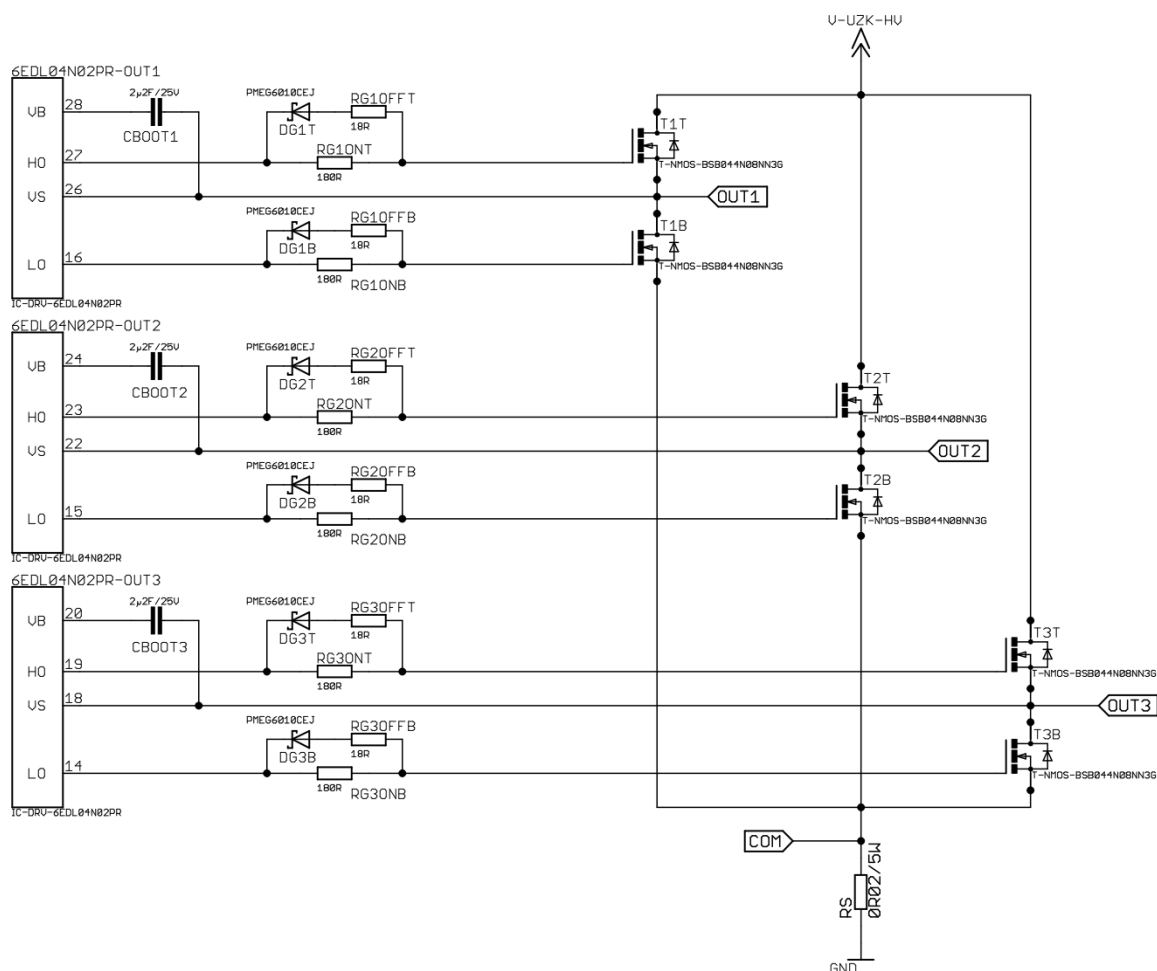 V-UZK-HV
6EDL04N02PR-OUT1
2µ2F/25V
VB 28
CBOOT1
PMEG6010CEJ
DG1T
RG1OFFT
18R
HO 27
RG1ONT
180R
T1T
T-NMOS-BSB044N08NN3G
VS 26
OUT1
PMEG6010CEJ
DG1B
RG1OFFB
18R
LO 16
180R
RG1ONB
T1B
T-NMOS-BSB044N08NN3G
IC-DRV-6EDL04N02PR
6EDL04N02PR-OUT2
2µ2F/25V
VB 24
CBOOT2
PMEG6010CEJ
DG2T
RG2OFFT
18R
HO 23
RG2ONT
180R
T2T
T-NMOS-BSB044N08NN3G
VS 22
OUT2
PMEG6010CEJ
DG2B
RG2OFFB
18R
LO 15
180R
RG2ONB
T2B
T-NMOS-BSB044N08NN3G
IC-DRV-6EDL04N02PR
6EDL04N02PR-OUT3
2µ2F/25V
VB 20
CBOOT3
PMEG6010CEJ
DG3T
RG3OFFT
18R
HO 19
RG3ONT
180R
T3T
T-NMOS-BSB044N08NN3G
VS 18
OUT3
PMEG6010CEJ
DG3B
RG3OFFB
18R
LO 14
180R
RG3ONB
T3B
T-NMOS-BSB044N08NN3G
IC-DRV-6EDL04N02PR
COM
RS
0R02/5W
GND